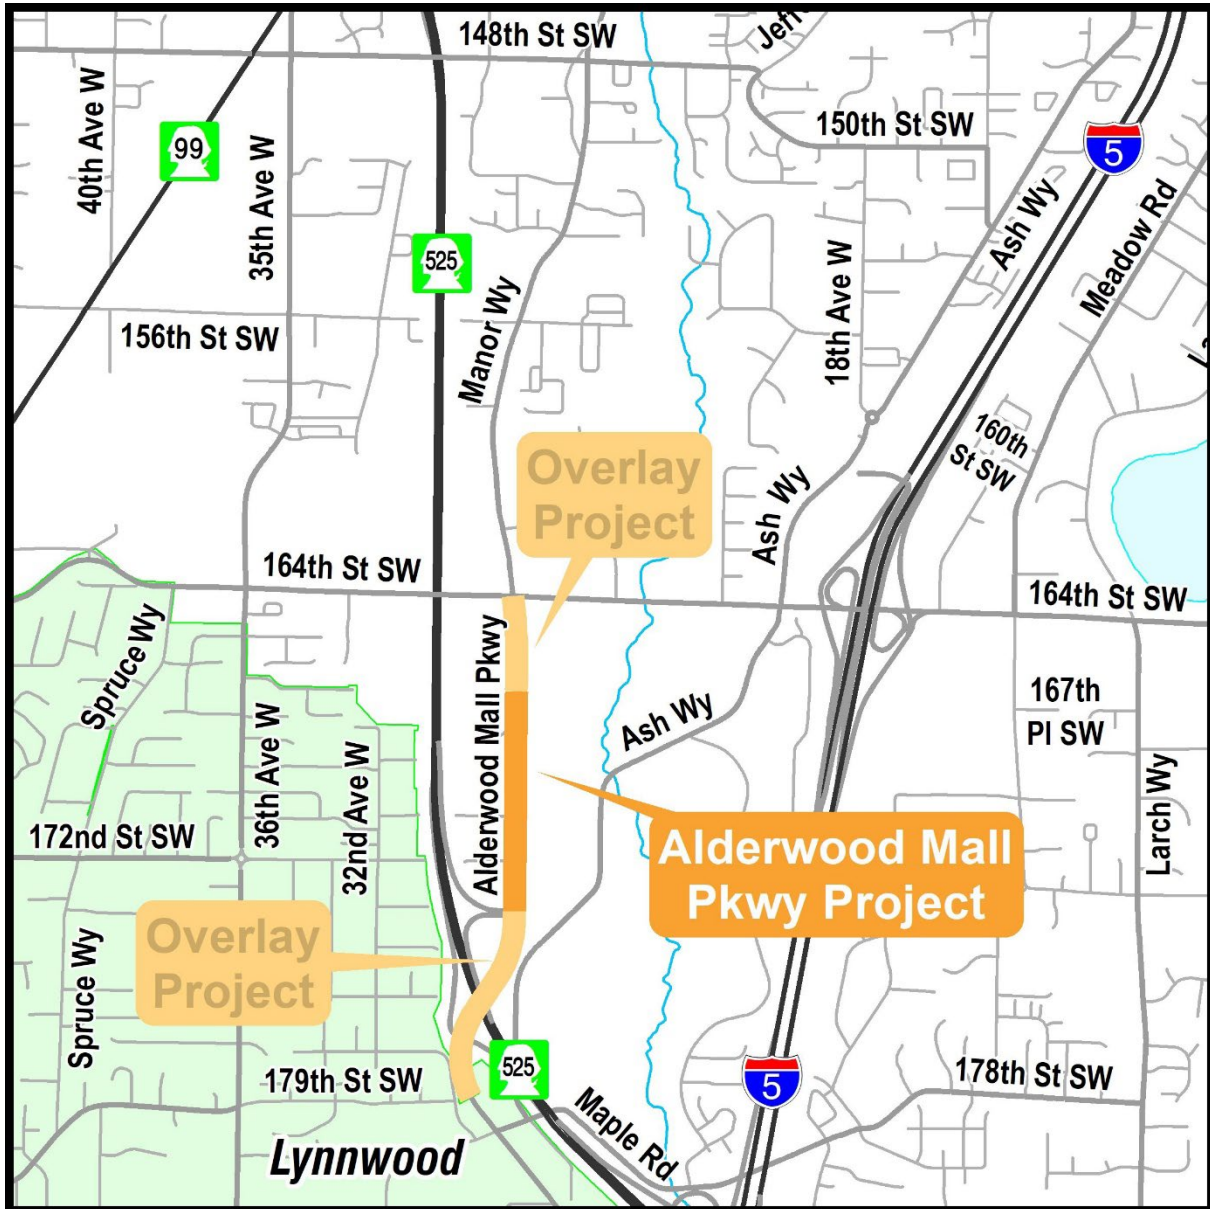 148th St SW
Jeff
40th Ave W
99
35th Ave W
150th St SW
5
525
Ash Wy
Meadow Rd
Manor Wy
18th Ave W
156th St SW
La
160th
St SW
Overlay
Project
Ash Wy
164th St SW
164th St SW
Spruce Wy
Alderwood Mall Pkwy
Ash Wy
167th
Pl SW
36th Ave W
32nd Ave W
172nd St SW
Larch Wy
Alderwood Mall
Pkwy Project
Overlay
Project
Spruce Wy
525
5
179th St SW
178th St SW
Maple Rd
Lynnwood